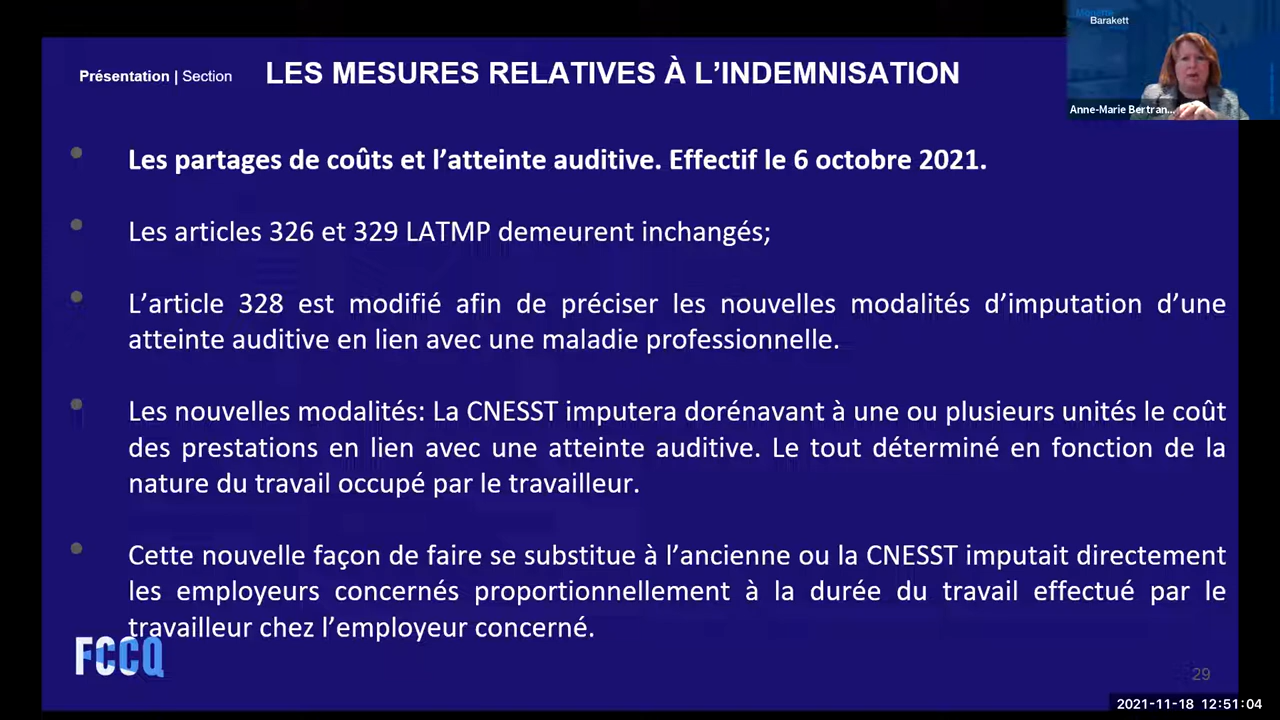 Présentation | Section
LES MESURES RELATIVES À L’INDEMNISATION
Barakett
Anne-Marie Bertran...
Les partages de coûts et l’atteinte auditive. Effectif le 6 octobre 2021.
Les articles 326 et 329 LATMP demeurent inchangés;
L’article 328 est modifié afin de préciser les nouvelles modalités d’imputation d’une
atteinte auditive en lien avec une maladie professionnelle.
Les nouvelles modalités: La CNESST imputera dorénavant à une ou plusieurs unités le coût
des prestations en lien avec une atteinte auditive. Le tout déterminé en fonction de la
nature du travail occupé par le travailleur.
Cette nouvelle façon de faire se substitue à l’ancienne ou la CNESST imputait directement
les employeurs concernés proportionnellement à la durée du travail effectué par le
travailleur chez l’employeur concerné.
FCCQ
29
2021-11-18 12:51:04